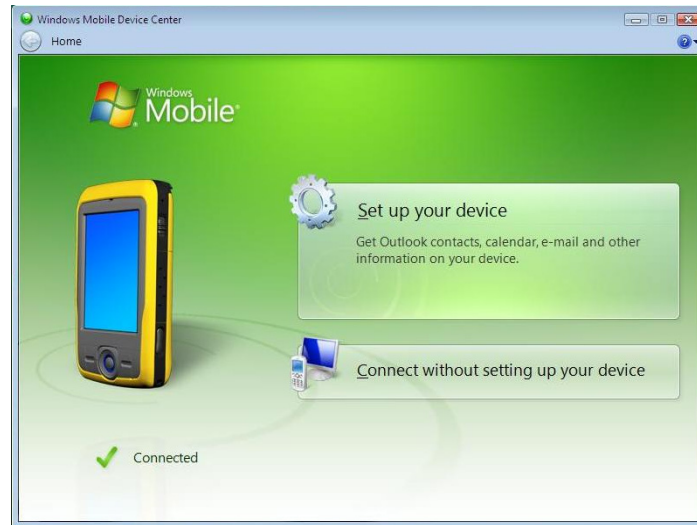 Windows Mobile Device Center
Home
Windows
Mobile
Set up your device
Get Outlook contacts, calendar, e-mail and other
information on your device.
Connect without setting up your device
Connected